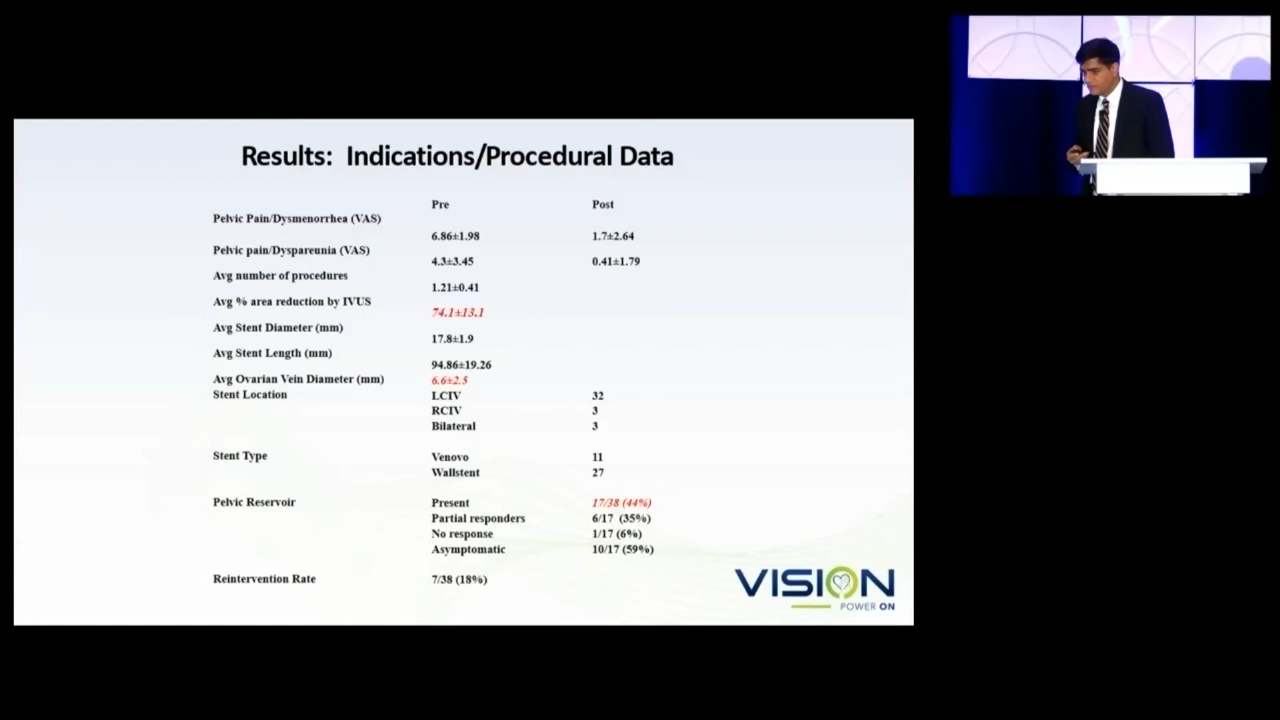 Results: Indications/Procedural Data
Pre Post
Pelvic Pain/Dysmenorrhea (VAS)
6.86±1.98 1.7±2.64
Pelvic pain/Dyspareunia (VAS)
4.3±3.45 0.41±1.79
Avg number of procedures
1.21±0.41
Avg % area reduction by IVUS
74.1±13.1
Avg Stent Diameter (mm)
17.8±1.9
Avg Stent Length (mm)
94.86±19.26
Avg Ovarian Vein Diameter (mm) 6.6±2.5
Stent Location LCIV 32
RCIV 3
Bilateral 3
Stent Type Venovo 11
Wallstent 27
Pelvic Reservoir Present 17/38 (44%)
Partial responders 6/17 (35%)
No response 1/17 (6%)
Asymptomatic 10/17 (59%)
Reintervention Rate 7/38 (18%)
VISION
POWER ON